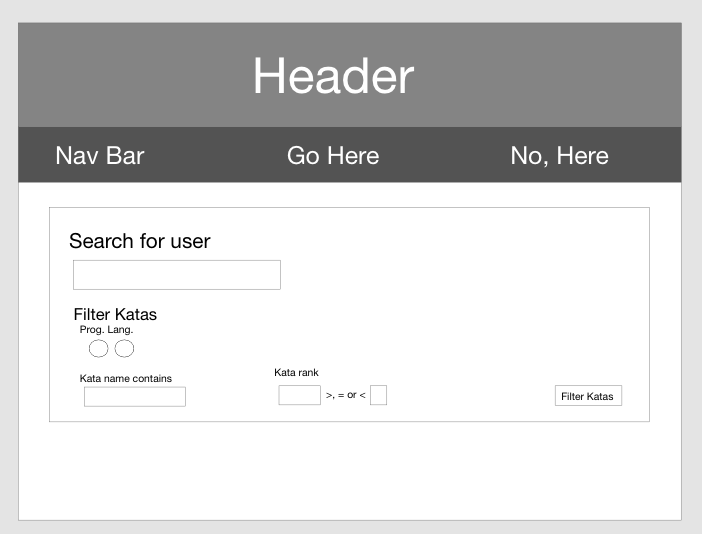 Header
Nav Bar Go Here No, Here
Search for user
Filter Katas
Prog. Lang.
Kata name contains
Kata rank
>, = or <
Filter Katas